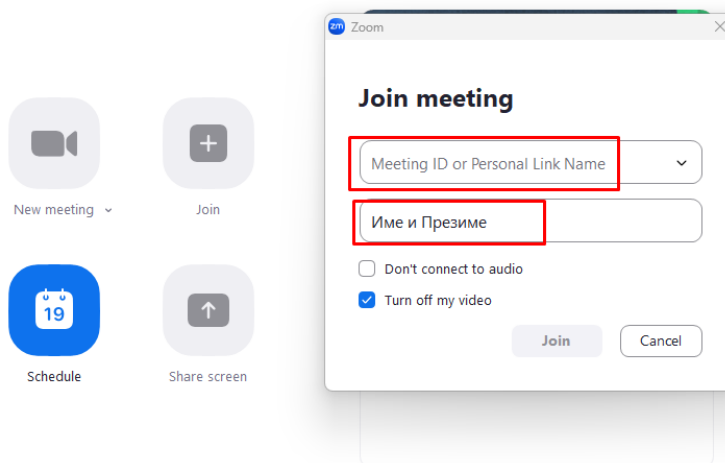 zm Zoom
Join meeting
Meeting ID or Personal Link Name
Име и Презиме
Don't connect to audio
Turn off my video
Join
Cancel
New meeting
Join
19
Schedule
Share screen